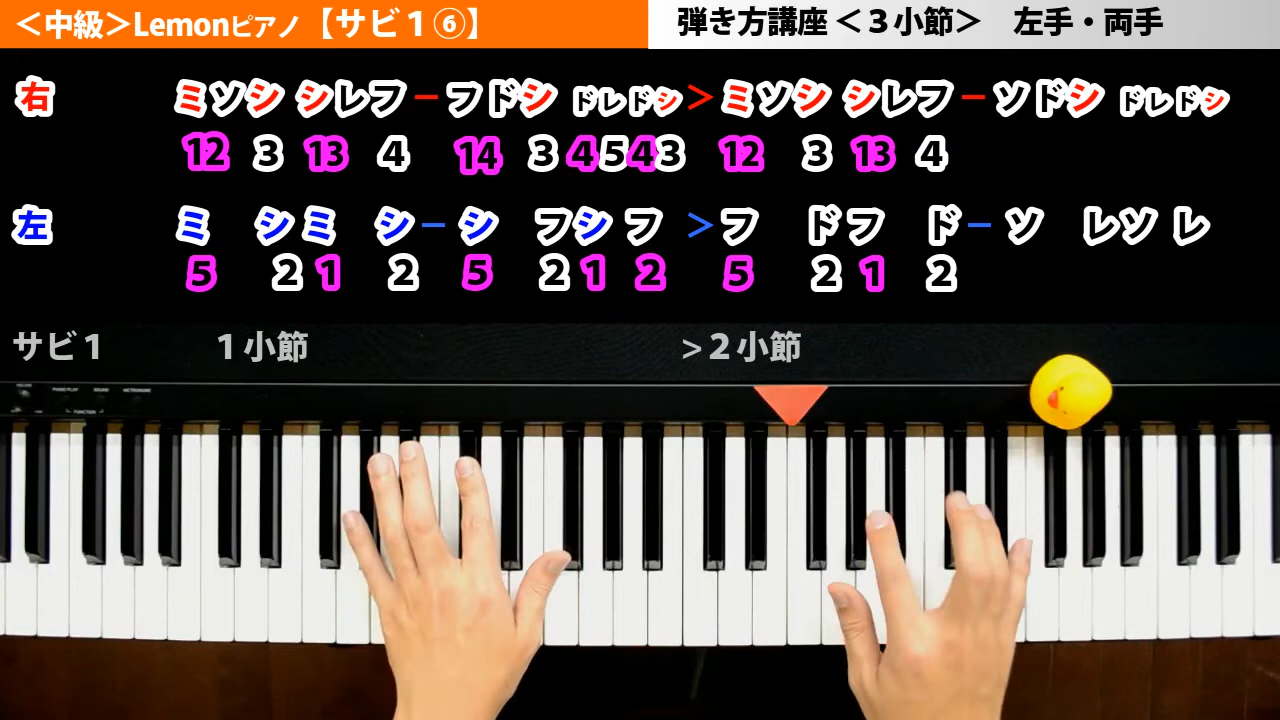 ＜中級＞Lemonピアノ【サビ１⑥】
弾き方講座 ＜３小節＞　左手・両手
右 ミソシ シレフ－フドシ ドレドシ＞ミソシ シレフ－ソドシ ドレドシ
12 3 13 4 14 3 4 5 4 3 12 3 13 4
左 ミ シミ シ－シ フシ フ ＞フ ドフ ド－ソ レソ レ
5 2 1 2 5 2 1 2 5 2 1 2
サビ１ １小節 ＞２小節